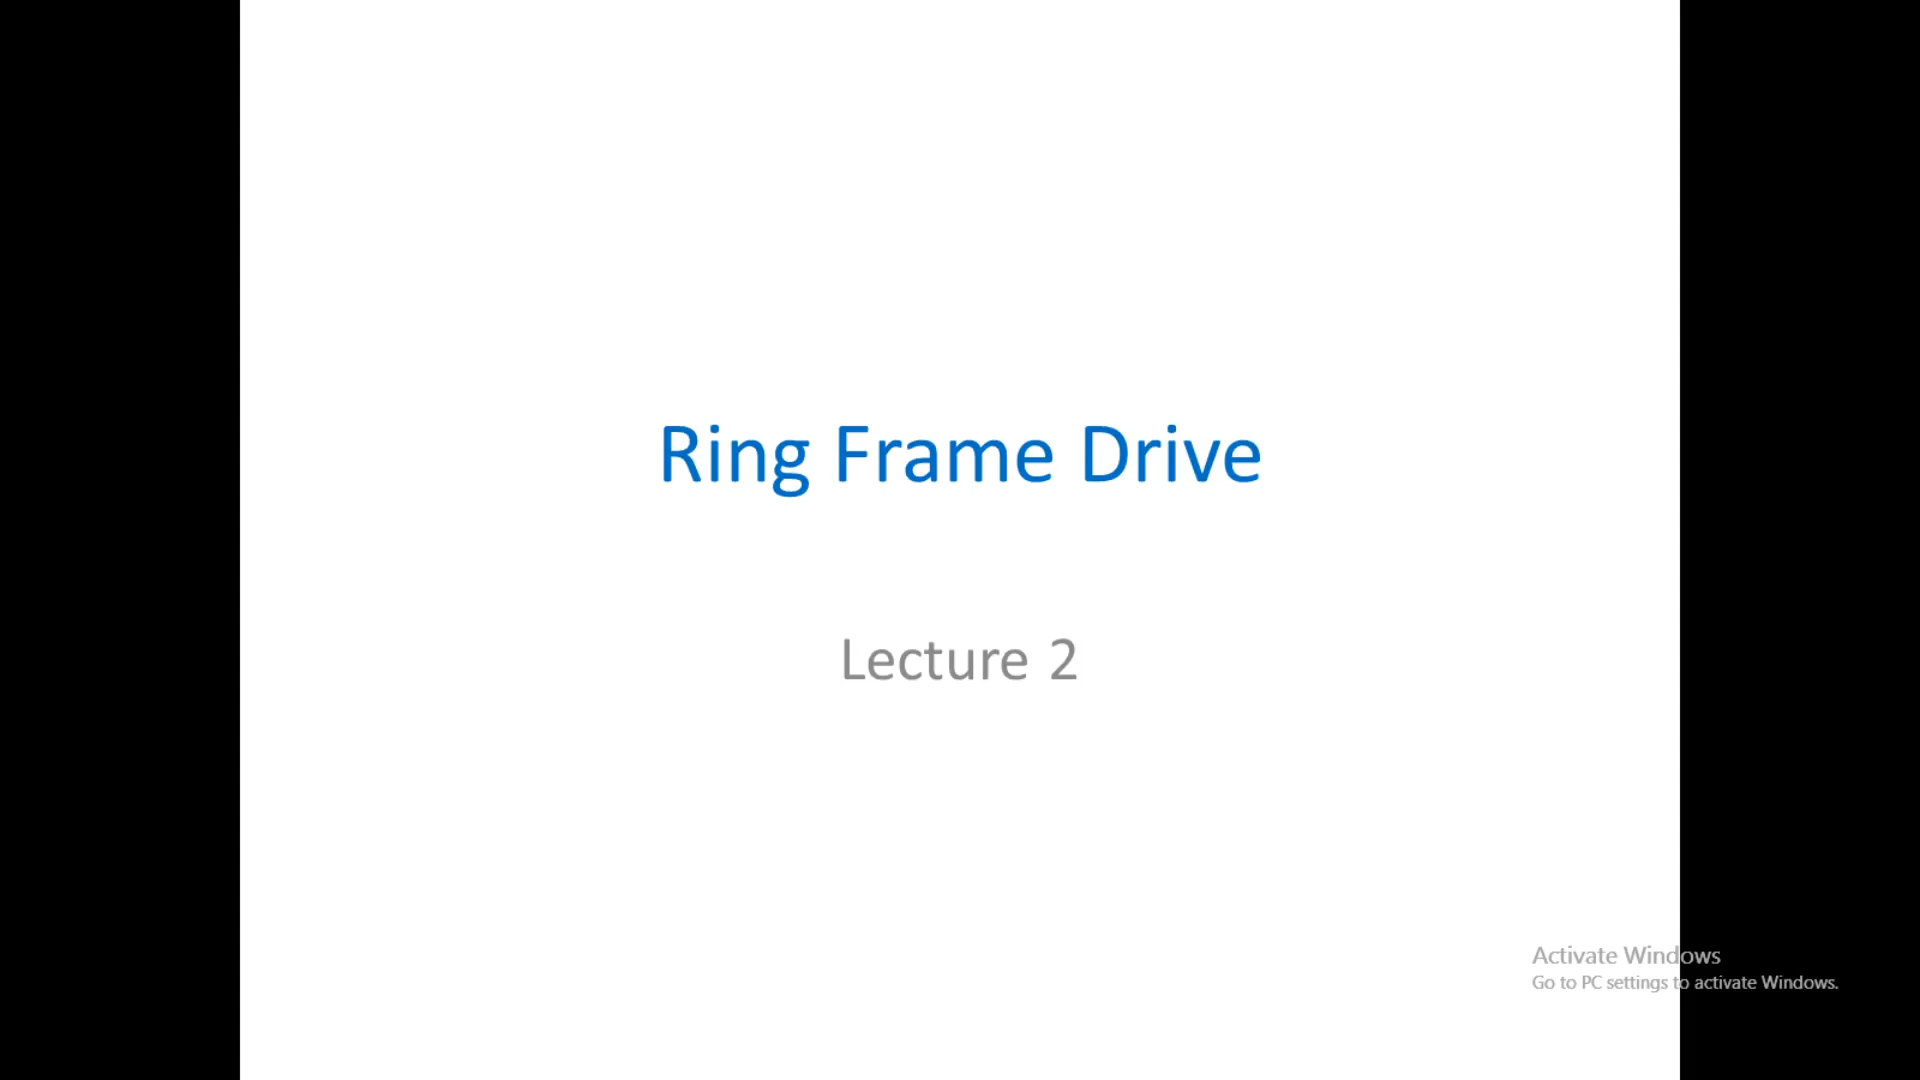 Ring Frame Drive
Lecture 2
Activate Windows
Go to PC settings to activate Windows.